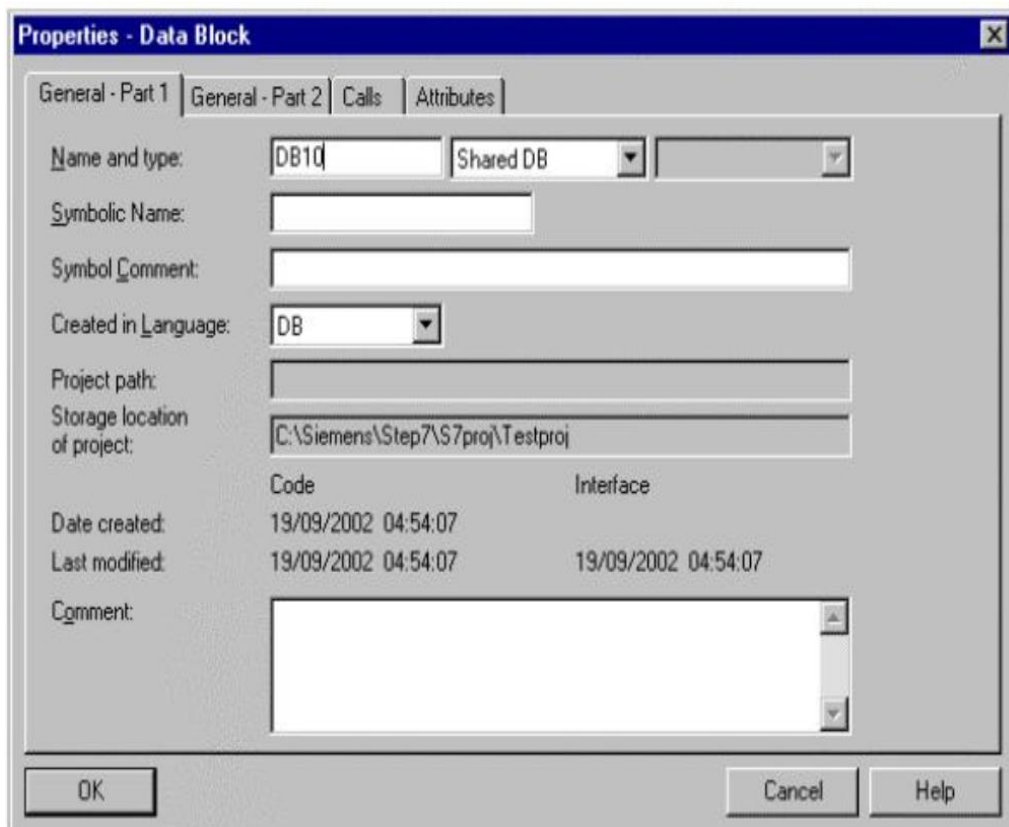 Properties - Data Block
General - Part 1 General - Part 2 Calls Attributes
Name and type: DB10 Shared DB
Symbolic Name:
Symbol Comment:
Created in Language: DB
Project path:
Storage location
of project: C:\Siemens\Step7\S7proj\Testproj
Code Interface
Date created: 19/09/2002 04:54:07
Last modified: 19/09/2002 04:54:07 19/09/2002 04:54:07
Comment:
OK Cancel Help